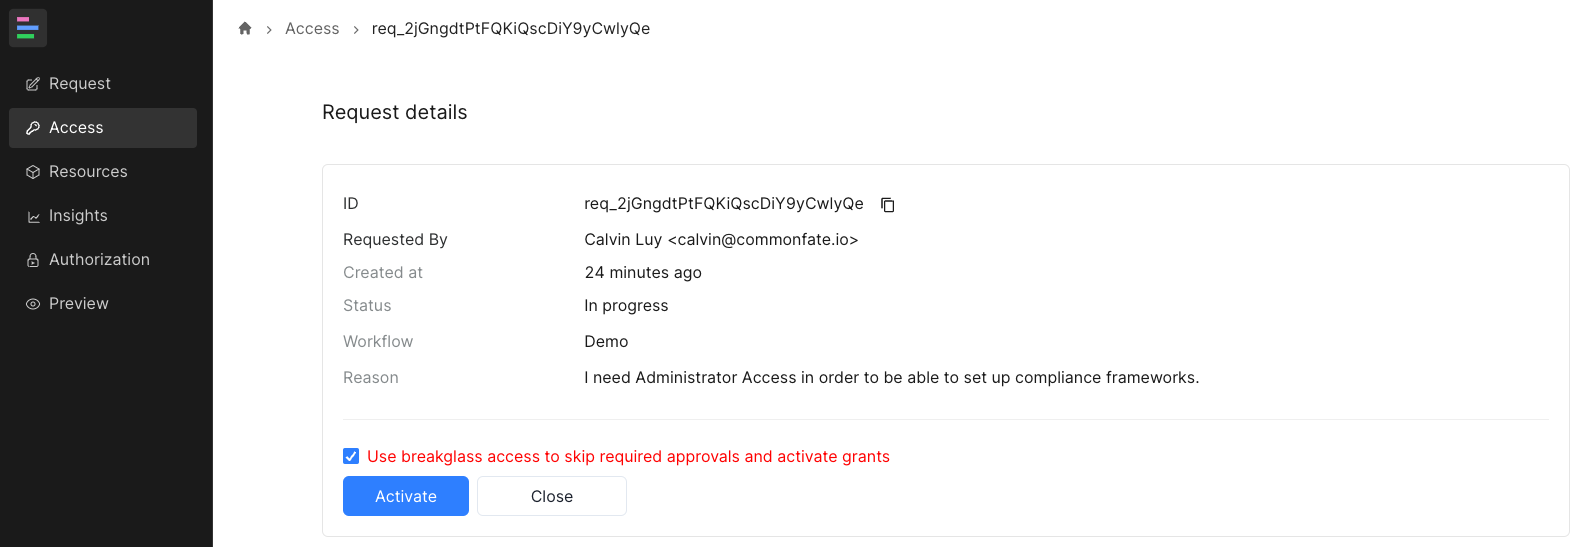 Access
req_2jGngdtPtFQKiQscDiY9yCwlyQe
Request
Access
Resources
Insights
Authorization
Preview
Request details
ID req_2jGngdtPtFQKiQscDiY9yCwlyQe
Requested By Calvin Luy <calvin@commonfate.io>
Created at 24 minutes ago
Status In progress
Workflow Demo
Reason I need Administrator Access in order to be able to set up compliance frameworks.
Use breakglass access to skip required approvals and activate grants
Activate Close